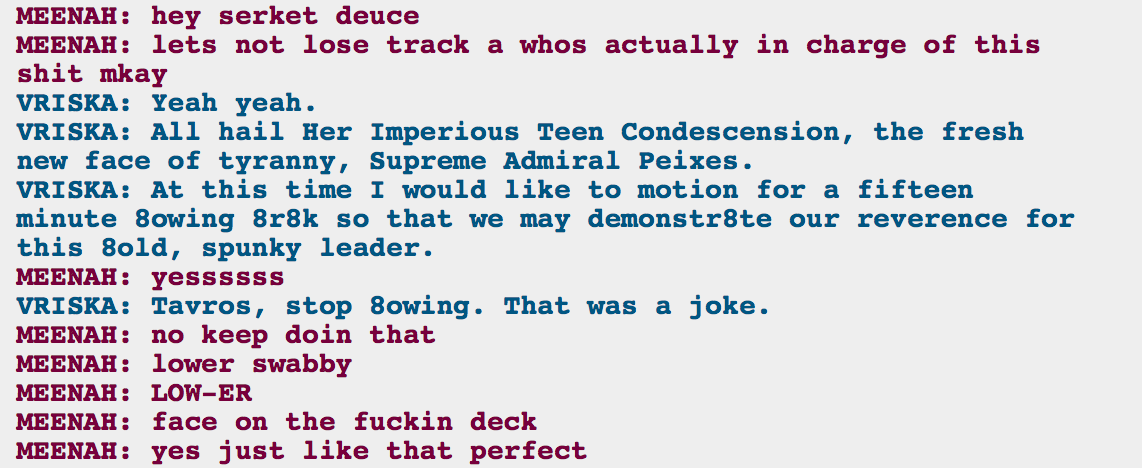 MEENAH: hey serket deuce
MEENAH: lets not lose track a whos actually in charge of this
shit mkay
VRISKA: Yeah yeah.
VRISKA: All hail Her Imperious Teen Condescension, the fresh
new face of tyranny, Supreme Admiral Peixes.
VRISKA: At this time I would like to motion for a fifteen
minute 8owing 8r8k so that we may demonstr8te our reverence for
this 8old, spunky leader.
MEENAH: yessssss
VRISKA: Tavros, stop 8owing. That was a joke.
MEENAH: no keep doin that
MEENAH: lower swabby
MEENAH: LOW-ER
MEENAH: face on the fuckin deck
MEENAH: yes just like that perfect